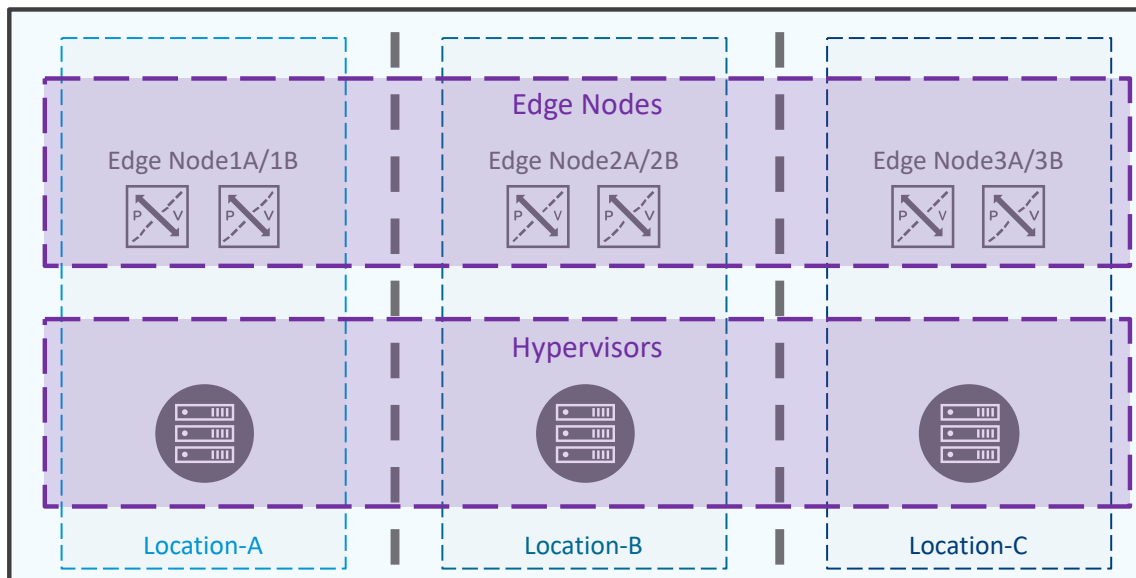 Edge Nodes
Edge Node1A/1B
Edge Node2A/2B
Edge Node3A/3B
P V
P V
P V
P V
P V
P V
Hypervisors
Location-A
Location-B
Location-C